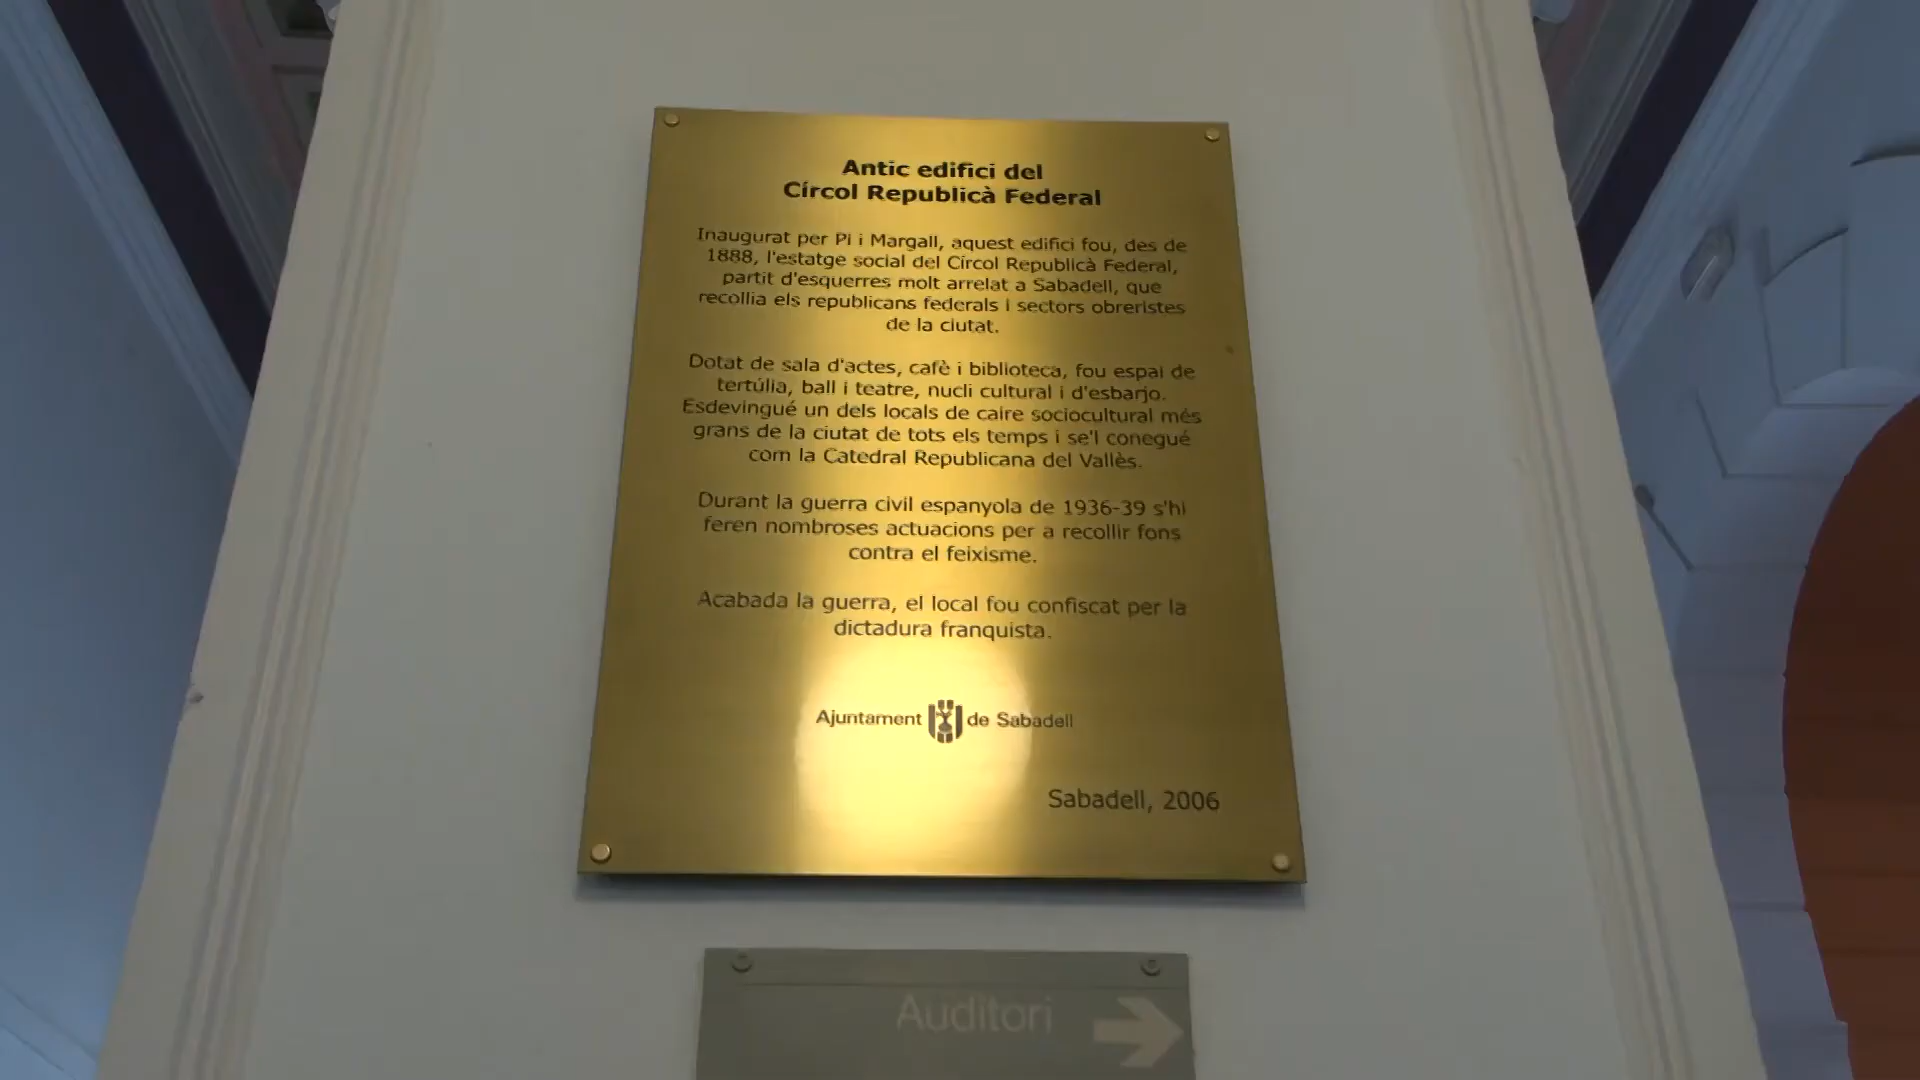 Antic edifici del
Círcol Republicà Federal
Inaugurat per Pi i Margall, aquest edifici fou, des de
1888, l'estatge social del Círcol Republicà Federal,
partit d'esquerres molt arrelat a Sabadell, que
recollia els republicans federals i sectors obreristes
de la ciutat.
Dotat de sala d'actes, cafè i biblioteca, fou espai de
tertúlia, ball i teatre, nucli cultural i d'esbarjo.
Esdevingué un dels locals de caire sociocultural més
grans de la ciutat de tots els temps i se'l conegué
com la Catedral Republicana del Vallès.
Durant la guerra civil espanyola de 1936-39 s'hi
feren nombroses actuacions per a recollir fons
contra el feixisme.
Acabada la guerra, el local fou confiscat per la
dictadura franquista.
Ajuntament de Sabadell
Sabadell, 2006
Auditori